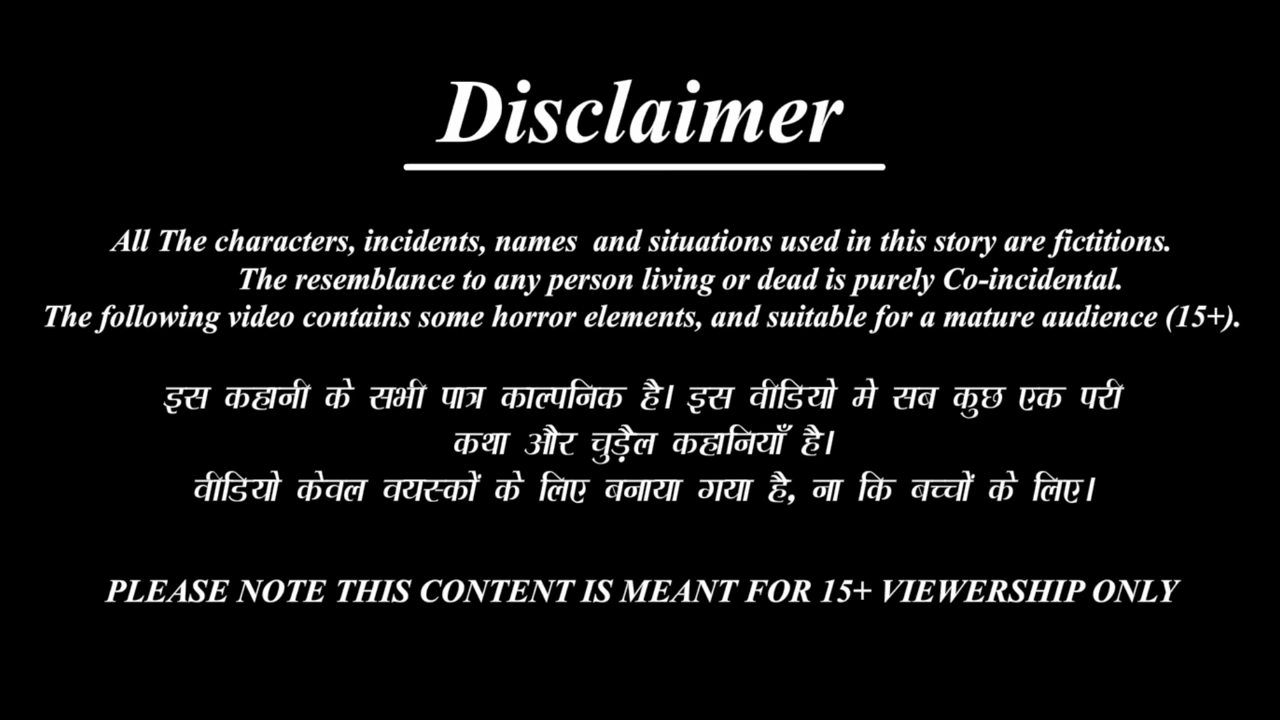 Disclaimer
All The characters, incidents, names and situations used in this story are fictitions.
The resemblance to any person living or dead is purely Co-incidental.
The following video contains some horror elements, and suitable for a mature audience (15+).
इस कहानी के सभी पात्र काल्पनिक है। इस वीडियो मे सब कुछ एक परी
कथा और चुड़ैल कहानियाँ है।
वीडियो केवल वयस्कों के लिए बनाया गया है, ना कि बच्चों के लिए।
PLEASE NOTE THIS CONTENT IS MEANT FOR 15+ VIEWERSHIP ONLY